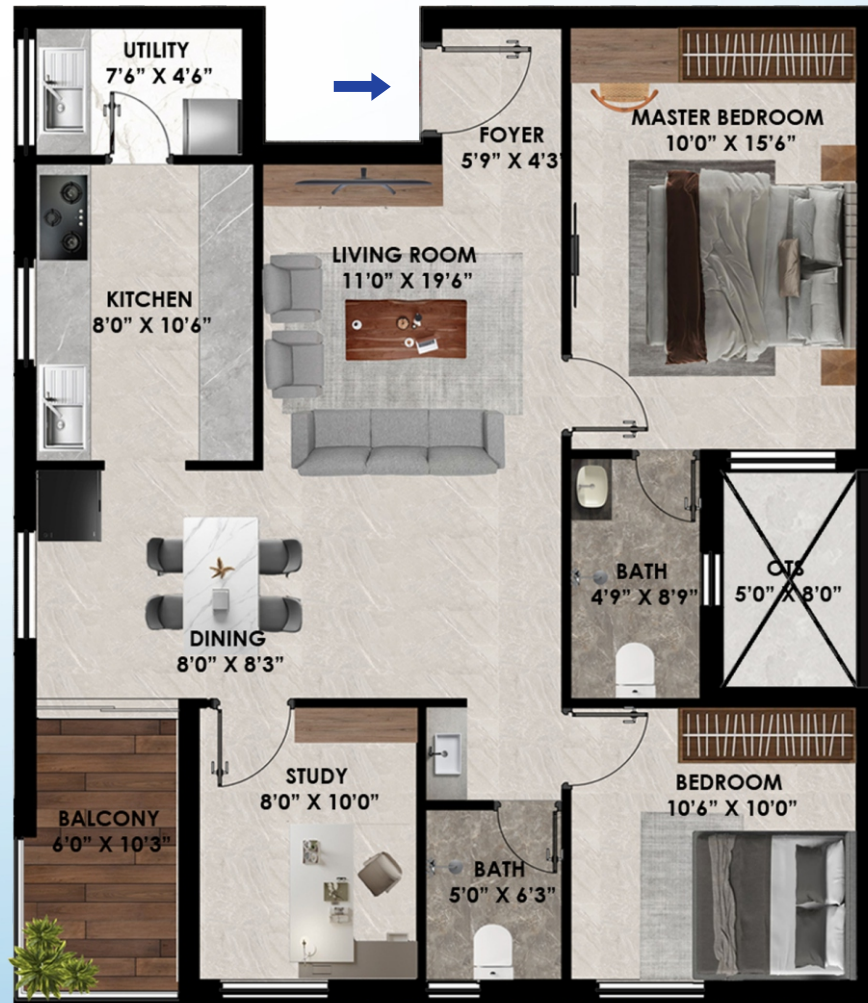 UTILITY
7'6” X 4'6”
FOYER
5'9” X 4'3'
MASTER BEDROOM
10'0” X 15'6”
LIVING ROOM
11'0” X 19'6”
KITCHEN
8'0” X 10'6”
BATH
4'9” X 8'9”
OTS
5'0” X 8'0”
DINING
8'0” X 8'3”
STUDY
8'0” X 10'0”
BEDROOM
10'6” X 10'0”
BALCONY
6'0” X 10'3”
BATH
5'0” X 6'3”